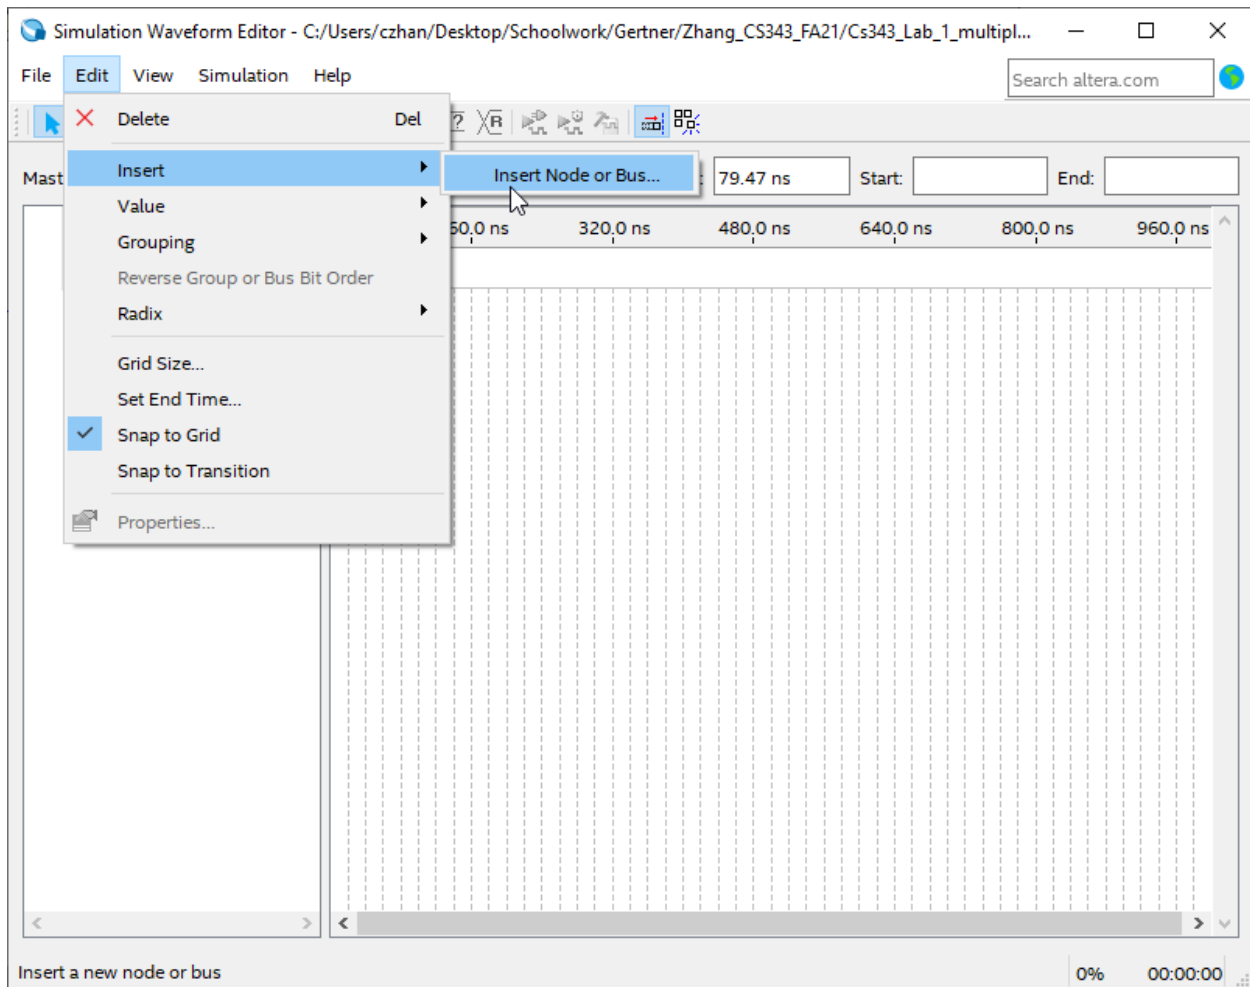 Simulation Waveform Editor - C:/Users/czhan/Desktop/Schoolwork/Gertner/Zhang_CS343_FA21/Cs343_Lab_1_multipl...
File Edit View Simulation Help
Search altera.com
Delete Del
Mast
Insert
Insert Node or Bus...
: 79.47 ns Start: End:
Value
60.0 ns 320.0 ns 480.0 ns 640.0 ns 800.0 ns 960.0 ns
Grouping
Reverse Group or Bus Bit Order
Radix
Grid Size...
Set End Time...
Snap to Grid
Snap to Transition
Properties...
Insert a new node or bus 0% 00:00:00